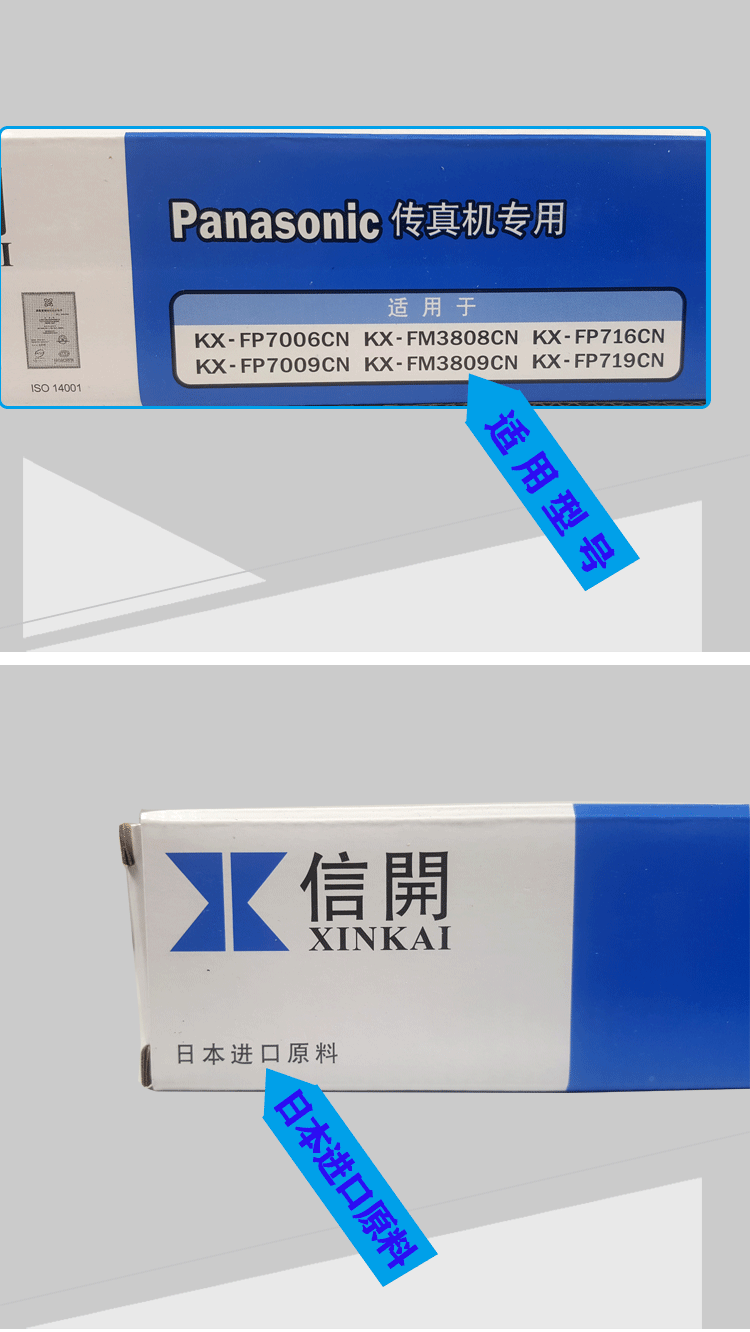 Panasonic 传真机专用
I
适用于
KX-FP7006CN KX-FM3808CN KX-FP716CN
KX-FP7009CN KX-FM3809CN KX-FP719CN
ISO 14001
适用型号
信開
XINKAI
日本进口原料
日本进口原料